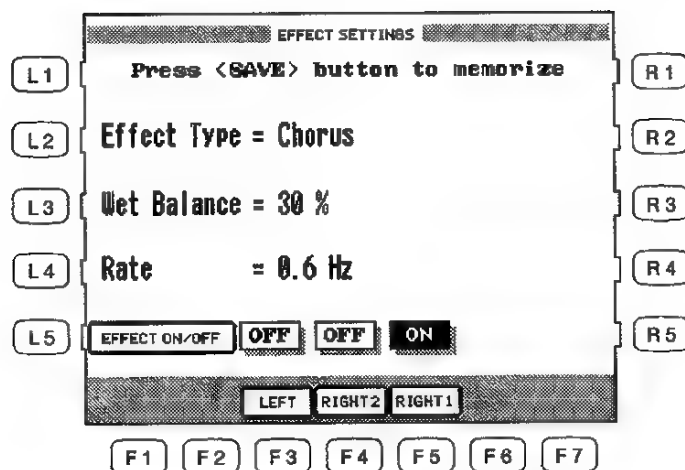 EFFECT SETTINGS
L1 Press <SAVE> button to memorize R1
L2 Effect Type = Chorus R2
L3 Wet Balance = 30 % R3
L4 Rate = 0.6 Hz R4
L5 EFFECT ON/OFF OFF OFF ON R5
LEFT RIGHT2 RIGHT1
F1 F2 F3 F4 F5 F6 F7